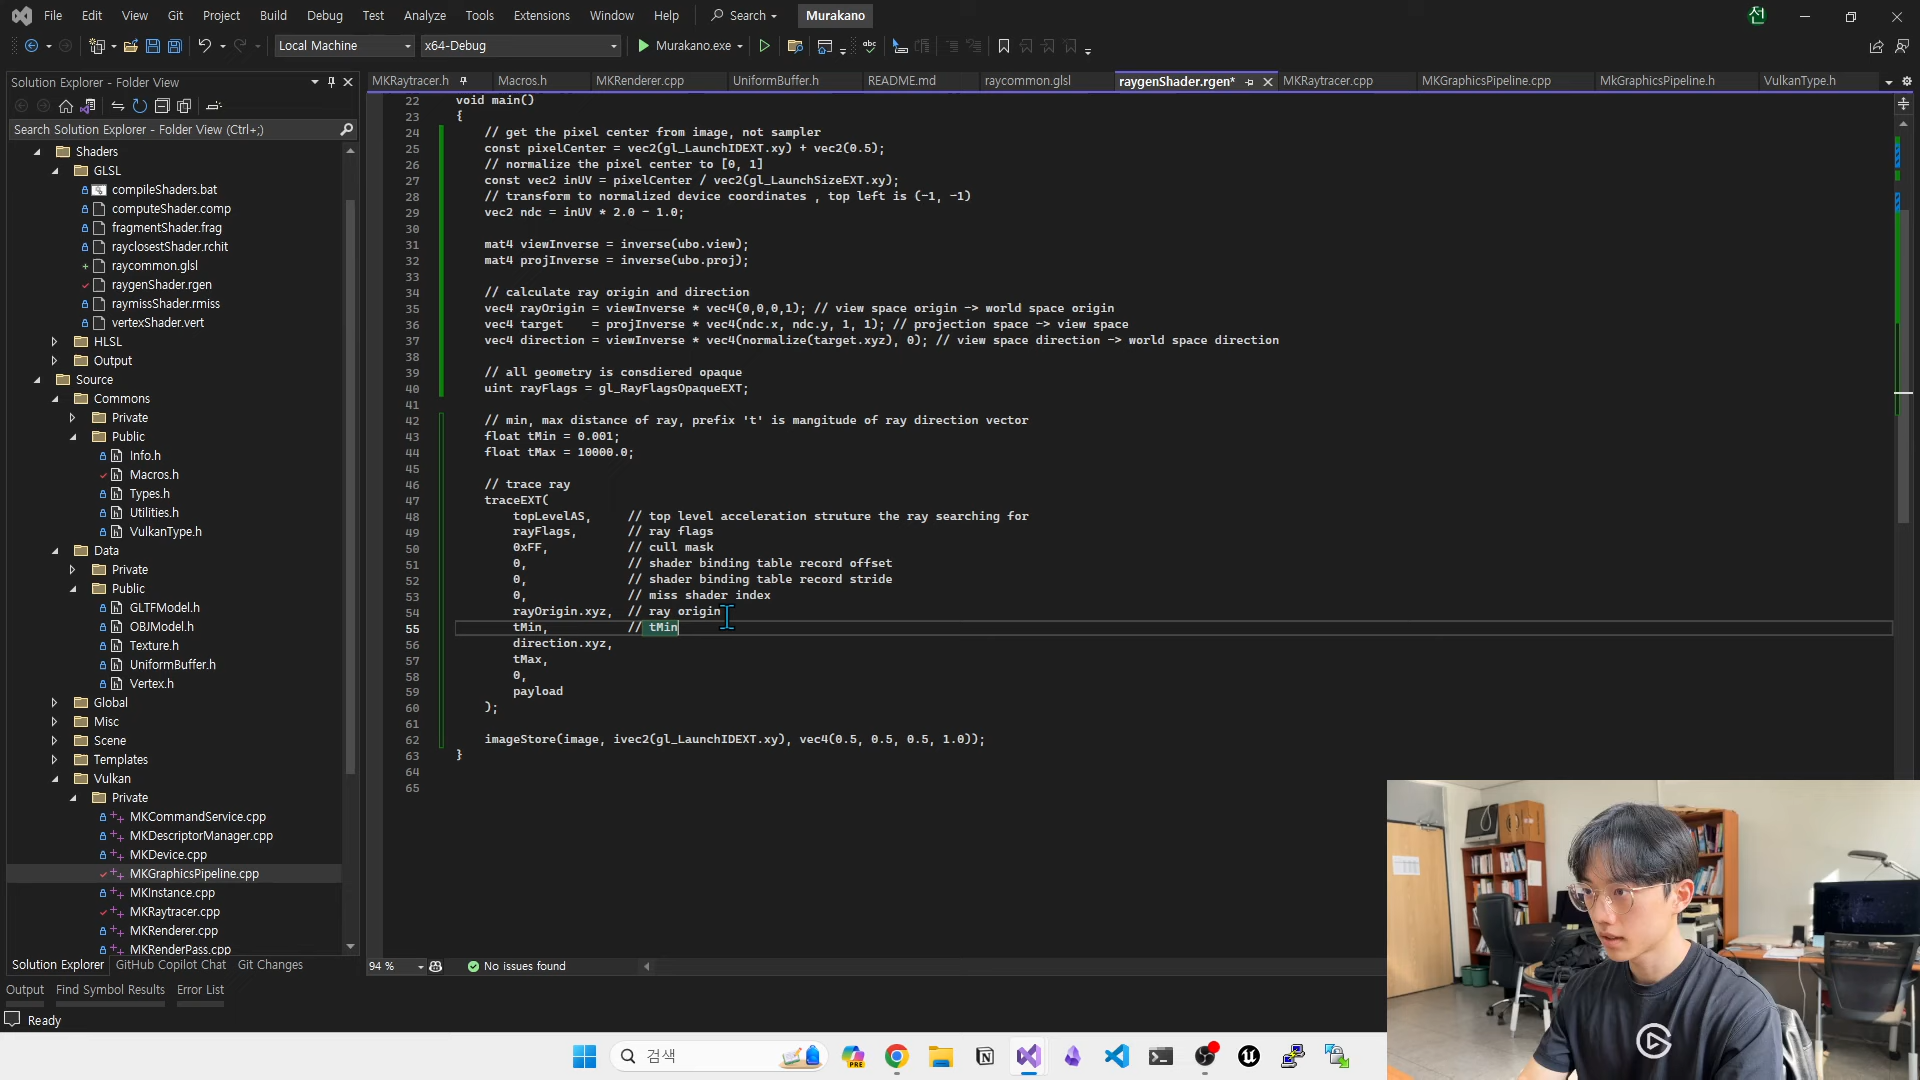 File Edit View Git Project Build Debug Test Analyze Tools Extensions Window Help Search Murakano 선
Local Machine x64-Debug Murakano.exe
Solution Explorer - Folder View
Search Solution Explorer - Folder View (Ctrl+;)
Shaders
GLSL
compileShaders.bat
computeShader.comp
fragmentShader.frag
rayclosestShader.rchit
raycommon.glsl
raygenShader.rgen
raymissShader.rmiss
vertexShader.vert
HLSL
Output
Source
Commons
Private
Public
Info.h
Macros.h
Types.h
Utilities.h
VulkanType.h
Data
Private
Public
GLTFModel.h
OBJModel.h
Texture.h
UniformBuffer.h
Vertex.h
Global
Misc
Scene
Templates
Vulkan
Private
MKCommandService.cpp
MKDescriptorManager.cpp
MKDevice.cpp
MKGraphicsPipeline.cpp
MKInstance.cpp
MKRaytracer.cpp
MKRenderer.cpp
MKRenderPass.cpp
Solution Explorer GitHub Copilot Chat Git Changes
MKRaytracer.h Macros.h MKRenderer.cpp UniformBuffer.h README.md raycommon.glsl raygenShader.rgen* MKRaytracer.cpp MKGraphicsPipeline.cpp MkGraphicsPipeline.h VulkanType.h
22 void main()
23 {
24 // get the pixel center from image, not sampler
25 const pixelCenter = vec2(gl_LaunchIDEXT.xy) + vec2(0.5);
26 // normalize the pixel center to [0, 1]
27 const vec2 inUV = pixelCenter / vec2(gl_LaunchSizeEXT.xy);
28 // transform to normalized device coordinates , top left is (-1, -1)
29 vec2 ndc = inUV * 2.0 - 1.0;
30
31 mat4 viewInverse = inverse(ubo.view);
32 mat4 projInverse = inverse(ubo.proj);
33
34 // calculate ray origin and direction
35 vec4 rayOrigin = viewInverse * vec4(0,0,0,1); // view space origin -> world space origin
36 vec4 target = projInverse * vec4(ndc.x, ndc.y, 1, 1); // projection space -> view space
37 vec4 direction = viewInverse * vec4(normalize(target.xyz), 0); // view space direction -> world space direction
38
39 // all geometry is consdiered opaque
40 uint rayFlags = gl_RayFlagsOpaqueEXT;
41
42 // min, max distance of ray, prefix 't' is mangitude of ray direction vector
43 float tMin = 0.001;
44 float tMax = 10000.0;
45
46 // trace ray
47 traceEXT(
48 topLevelAS, // top level acceleration struture the ray searching for
49 rayFlags, // ray flags
50 0xFF, // cull mask
51 0, // shader binding table record offset
52 0, // shader binding table record stride
53 0, // miss shader index
54 rayOrigin.xyz, // ray origin
55 tMin, // tMin
56 direction.xyz,
57 tMax,
58 0,
59 payload
60 );
61
62 imageStore(image, ivec2(gl_LaunchIDEXT.xy), vec4(0.5, 0.5, 0.5, 1.0));
63 }
64
65
94 % No issues found
Output Find Symbol Results Error List
Ready
검색
PRE